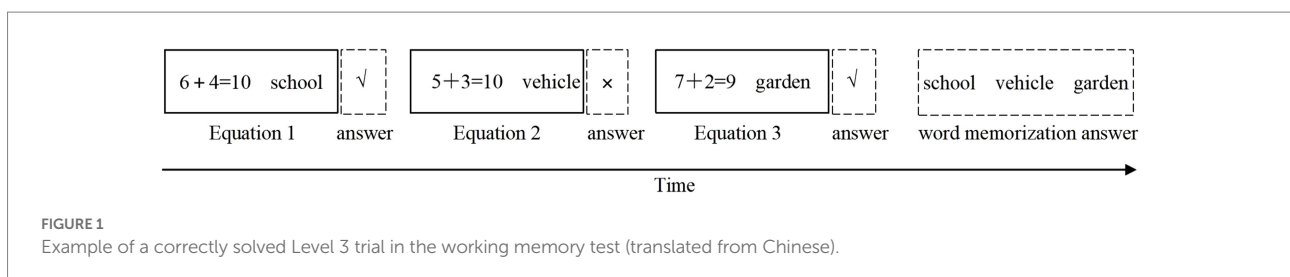 6+4=10 school √ 5+3=10 vehicle × 7+2=9 garden √ school vehicle garden
Equation 1 answer Equation 2 answer Equation 3 answer word memorization answer
Time
FIGURE 1
Example of a correctly solved Level 3 trial in the working memory test (translated from Chinese).